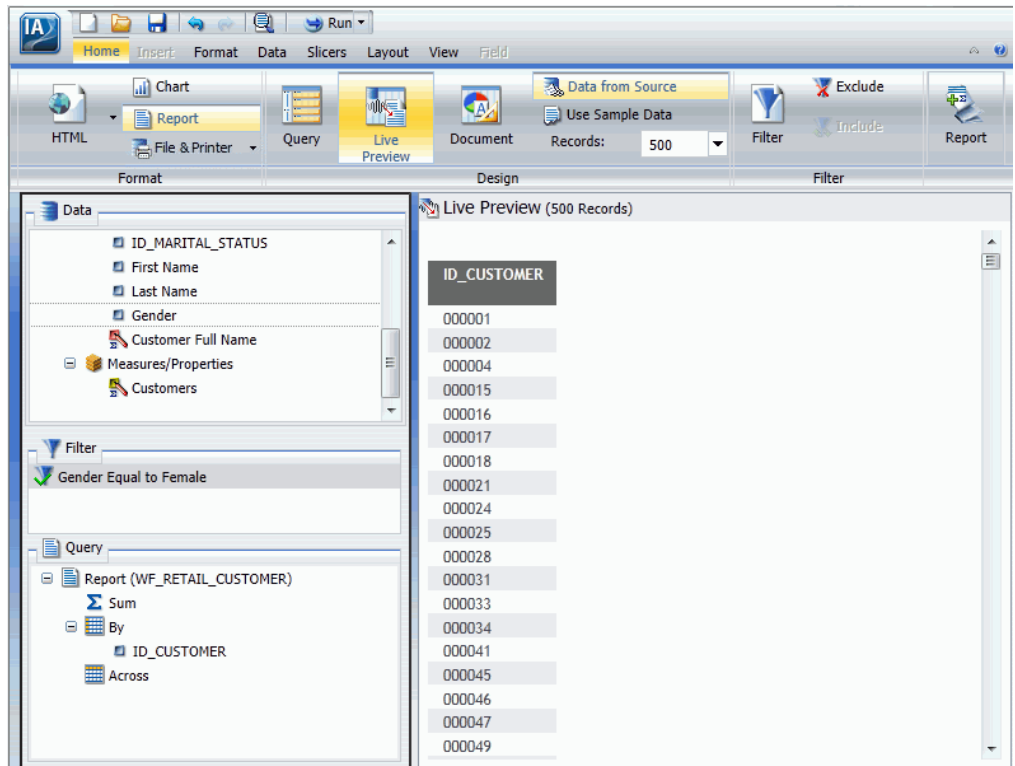 IA
Run
Home Insert Format Data Slicers Layout View Field
HTML
Chart
Report
File & Printer
Format
Query
Live Preview
Document
Data from Source
Use Sample Data
Records: 500
Design
Filter
Exclude
Include
Filter
Report
Data
ID_MARITAL_STATUS
First Name
Last Name
Gender
Customer Full Name
Measures/Properties
Customers
Filter
Gender Equal to Female
Query
Report (WF_RETAIL_CUSTOMER)
Sum
By
ID_CUSTOMER
Across
Live Preview (500 Records)
ID_CUSTOMER
000001
000002
000004
000015
000016
000017
000018
000021
000024
000025
000028
000031
000033
000034
000041
000045
000046
000047
000049